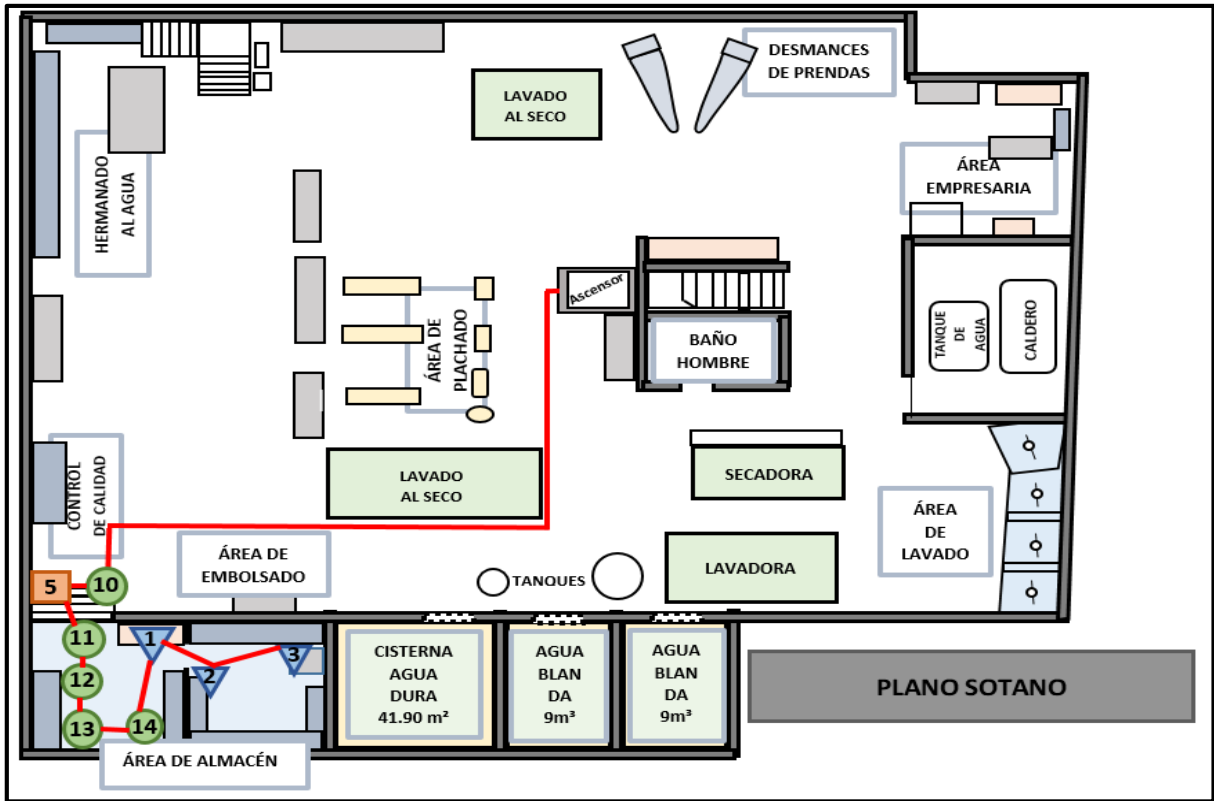 DESMANCES
DE PRENDAS
LAVADO
AL SECO
HERMANADO
AL AGUA
ÁREA
EMPRESARIA
Ascensor
ÁREA DE
PLACHADO
BAÑO
HOMBRE
TANQUE
DE
AGUA
CALDERO
CONTROL
DE CALIDAD
LAVADO
AL SECO
SECADORA
ÁREA
DE
LAVADO
ÁREA DE
EMBOLSADO
TANQUES
LAVADORA
5
10
11
12
13
14
1
2
3
CISTERNA
AGUA
DURA
41.90 m²
AGUA
BLAN
DA
9m³
AGUA
BLAN
DA
9m³
PLANO SOTANO
ÁREA DE ALMACÉN